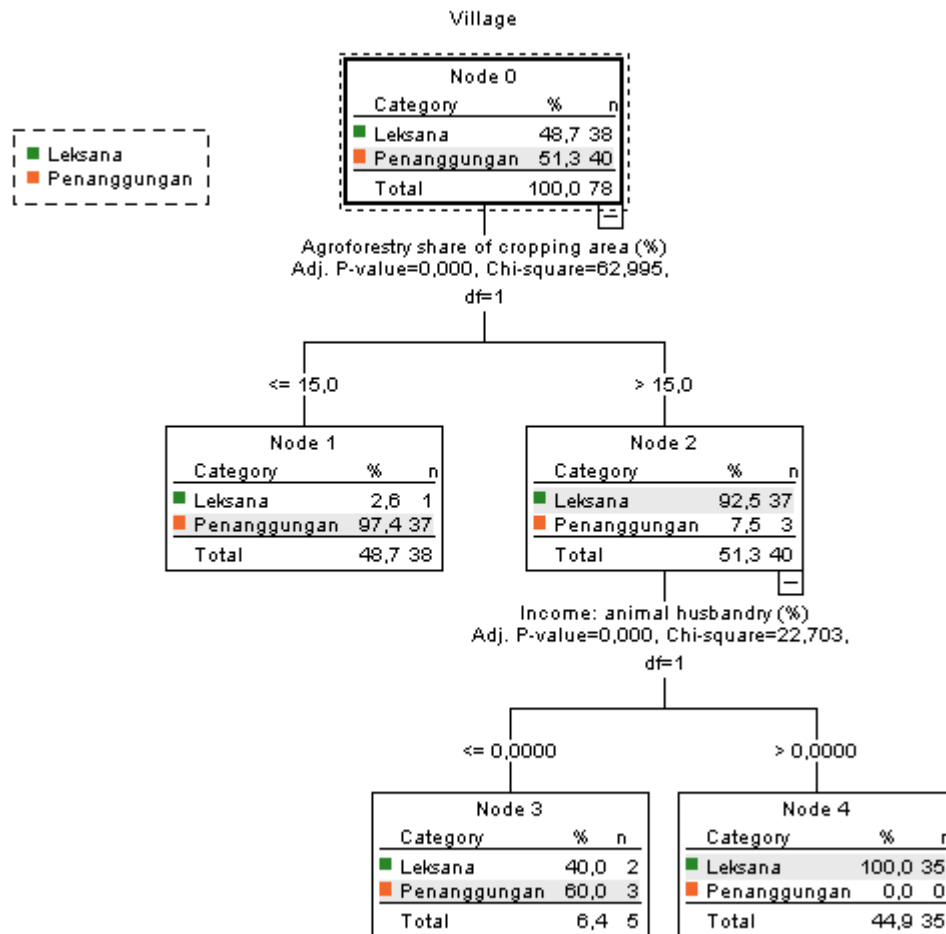 Village
Leksana
Penanggungan
Node 0
Category % n
Leksana 48,7 38
Penanggungan 51,3 40
Total 100,0 78
Agroforestry share of cropping area (%)
Adj. P-value=0,000, Chi-square=62,995,
df=1
<= 15,0
> 15,0
Node 1
Category % n
Leksana 2,6 1
Penanggungan 97,4 37
Total 48,7 38
Node 2
Category % n
Leksana 92,5 37
Penanggungan 7,5 3
Total 51,3 40
Income: animal husbandry (%)
Adj. P-value=0,000, Chi-square=22,703,
df=1
<= 0,0000
> 0,0000
Node 3
Category % n
Leksana 40,0 2
Penanggungan 60,0 3
Total 6,4 5
Node 4
Category % n
Leksana 100,0 35
Penanggungan 0,0 0
Total 44,9 35